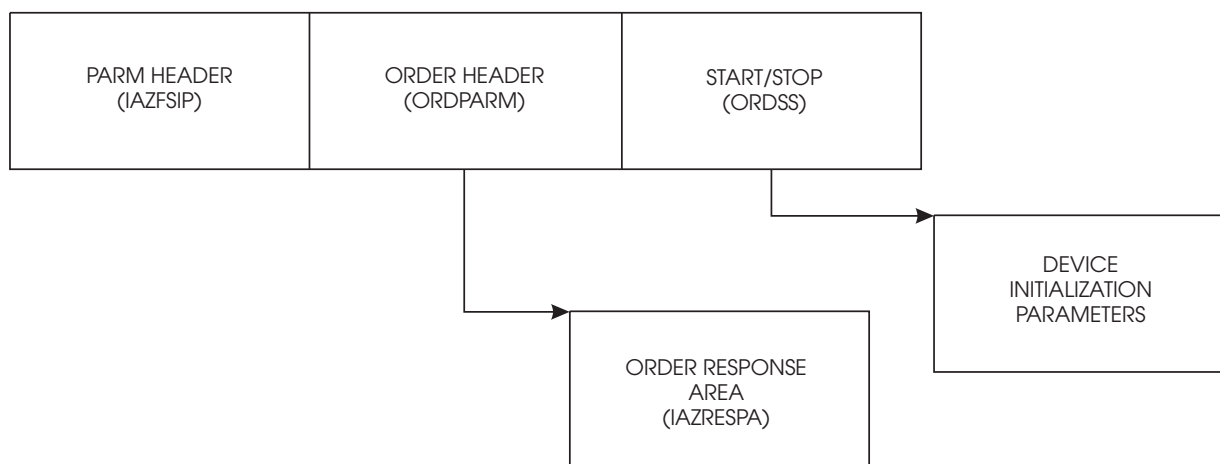 PARM HEADER
(IAZFSIP)
ORDER HEADER
(ORDPARM)
START/STOP
(ORDSS)
DEVICE
INITIALIZATION
PARAMETERS
ORDER RESPONSE
AREA
(IAZRESPA)